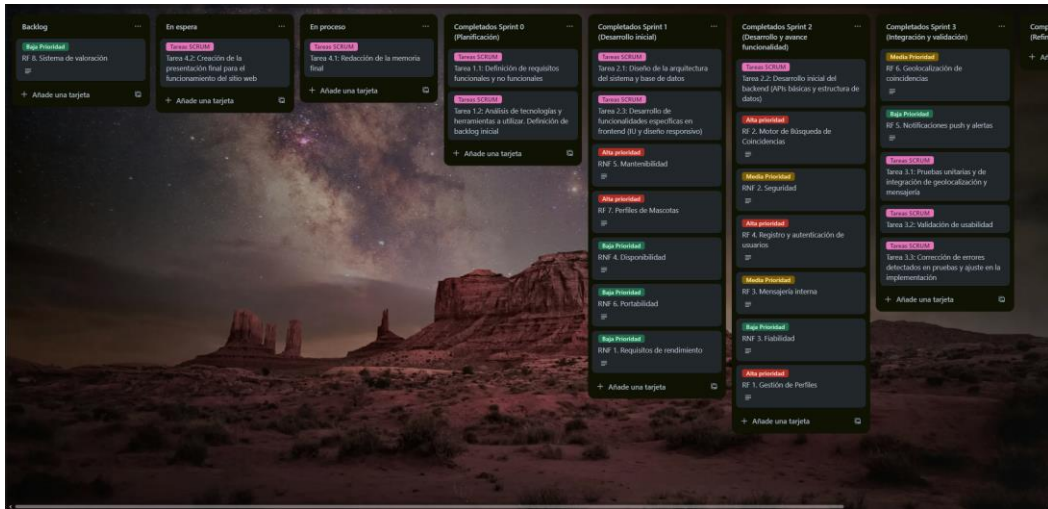 Backlog
Baja Prioridad
RF 8. Sistema de valoración
+ Añade una tarjeta
En espera
Tareas SCRUM
Tarea 4.2: Creación de la
presentación final para el
funcionamiento del sitio web
+ Añade una tarjeta
En proceso
Tareas SCRUM
Tarea 4.1: Redacción de la memoria
final
+ Añade una tarjeta
Completados Sprint 0
(Planificación)
Tareas SCRUM
Tarea 1.1: Definición de requisitos
funcionales y no funcionales
Tareas SCRUM
Tarea 1.2: Análisis de tecnologías y
herramientas a utilizar. Definición de
backlog inicial
+ Añade una tarjeta
Completados Sprint 1
(Desarrollo inicial)
Tareas SCRUM
Tarea 2.1: Diseño de la arquitectura
del sistema y base de datos
Tareas SCRUM
Tarea 2.3: Desarrollo de
funcionalidades específicas en
frontend (IU y diseño responsivo)
Alta prioridad
RNF 5. Mantenibilidad
Alta prioridad
RF 7. Perfiles de Mascotas
Baja Prioridad
RNF 4. Disponibilidad
Baja Prioridad
RNF 6. Portabilidad
Baja Prioridad
RNF 1. Requisitos de rendimiento
+ Añade una tarjeta
Completados Sprint 2
(Desarrollo y avance
funcionalidad)
Tareas SCRUM
Tarea 2.2: Desarrollo inicial del
backend (APIs básicas y estructura de
datos)
Alta prioridad
RF 2. Motor de Búsqueda de
Coincidencias
Media Prioridad
RNF 2. Seguridad
Alta prioridad
RF 4. Registro y autenticación de
usuarios
Media Prioridad
RF 3. Mensajería interna
Baja Prioridad
RNF 3. Fiabilidad
Alta prioridad
RF 1. Gestión de Perfiles
+ Añade una tarjeta
Completados Sprint 3
(Integración y validación)
Media Prioridad
RF 6. Geolocalización de
coincidencias
Baja Prioridad
RF 5. Notificaciones push y alertas
Tareas SCRUM
Tarea 3.1: Pruebas unitarias y de
integración de geolocalización y
mensajería
Tareas SCRUM
Tarea 3.2: Validación de usabilidad
Tareas SCRUM
Tarea 3.3: Corrección de errores
detectados en pruebas y ajuste en la
implementación
+ Añade una tarjeta
Comp
(Refin
+ Aí